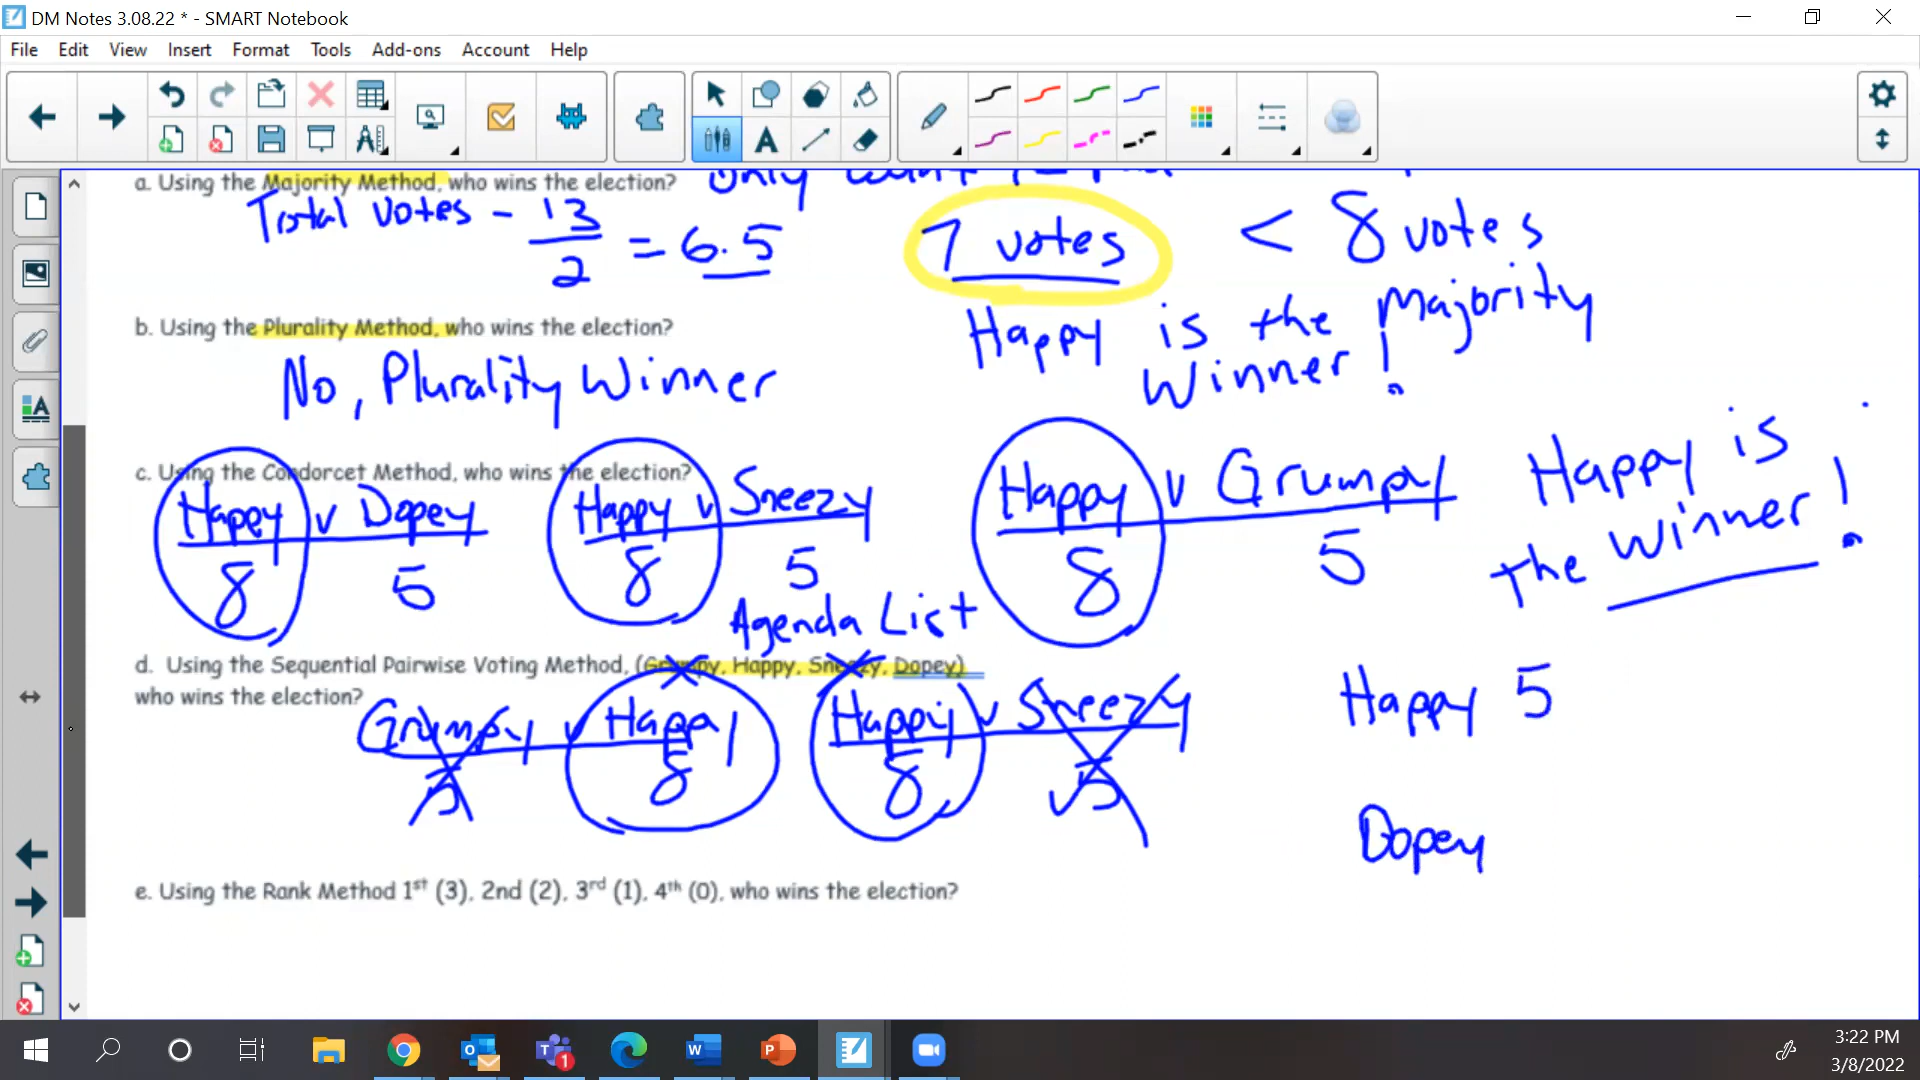 DM Notes 3.08.22 * - SMART Notebook
File Edit View Insert Format Tools Add-ons Account Help
a. Using the Majority Method, who wins the election? only
Total votes - 13/2 = 6.5
7 votes < 8 votes
Happy is the Majority
Winner!
b. Using the Plurality Method, who wins the election?
No, Plurality Winner
c. Using the Condorcet Method, who wins the election?
Happy v Dopey
8 5
Happy v Sneezy
8 5
Happy v Grumpy
8 5
Happy is
the Winner!
Agenda List
d. Using the Sequential Pairwise Voting Method, (Grumpy, Happy, Sneezy, Dopey)
who wins the election?
Grumpy v Happy
5 8
Happy v Sneezy
8 5
Happy 5
Dopey
e. Using the Rank Method 1st (3), 2nd (2), 3rd (1), 4th (0), who wins the election?
1
3:22 PM
3/8/2022